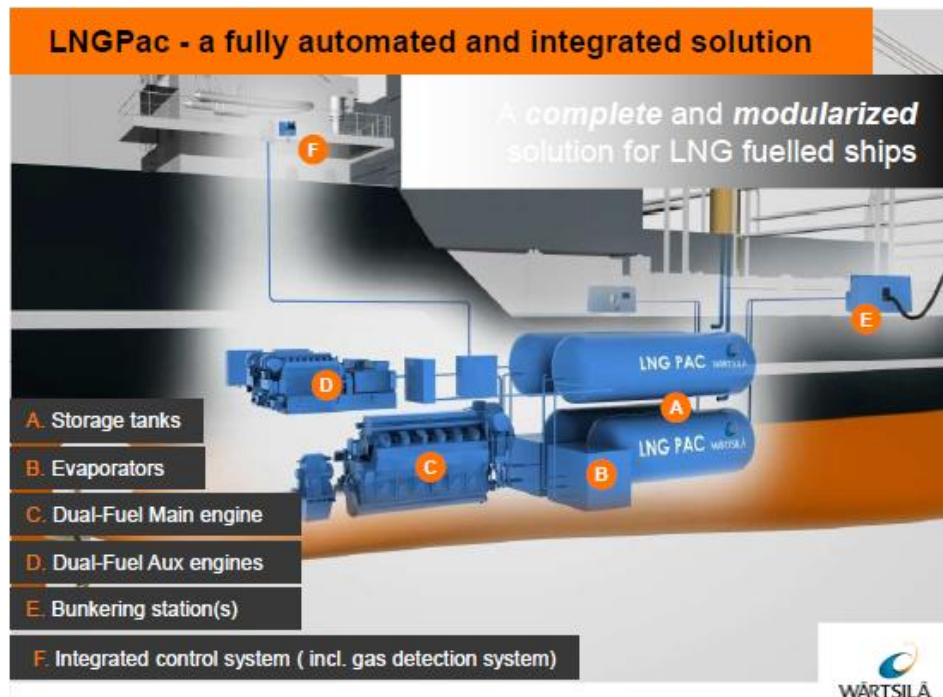 LNGPac - a fully automated and integrated solution
A complete and modularized
solution for LNG fuelled ships
F
E
D
LNG PAC WÄRTSILÄ
A
LNG PAC WÄRTSILÄ
C
B
A. Storage tanks
B. Evaporators
C. Dual-Fuel Main engine
D. Dual-Fuel Aux engines
E. Bunkering station(s)
F. Integrated control system ( incl. gas detection system)
WÄRTSILÄ